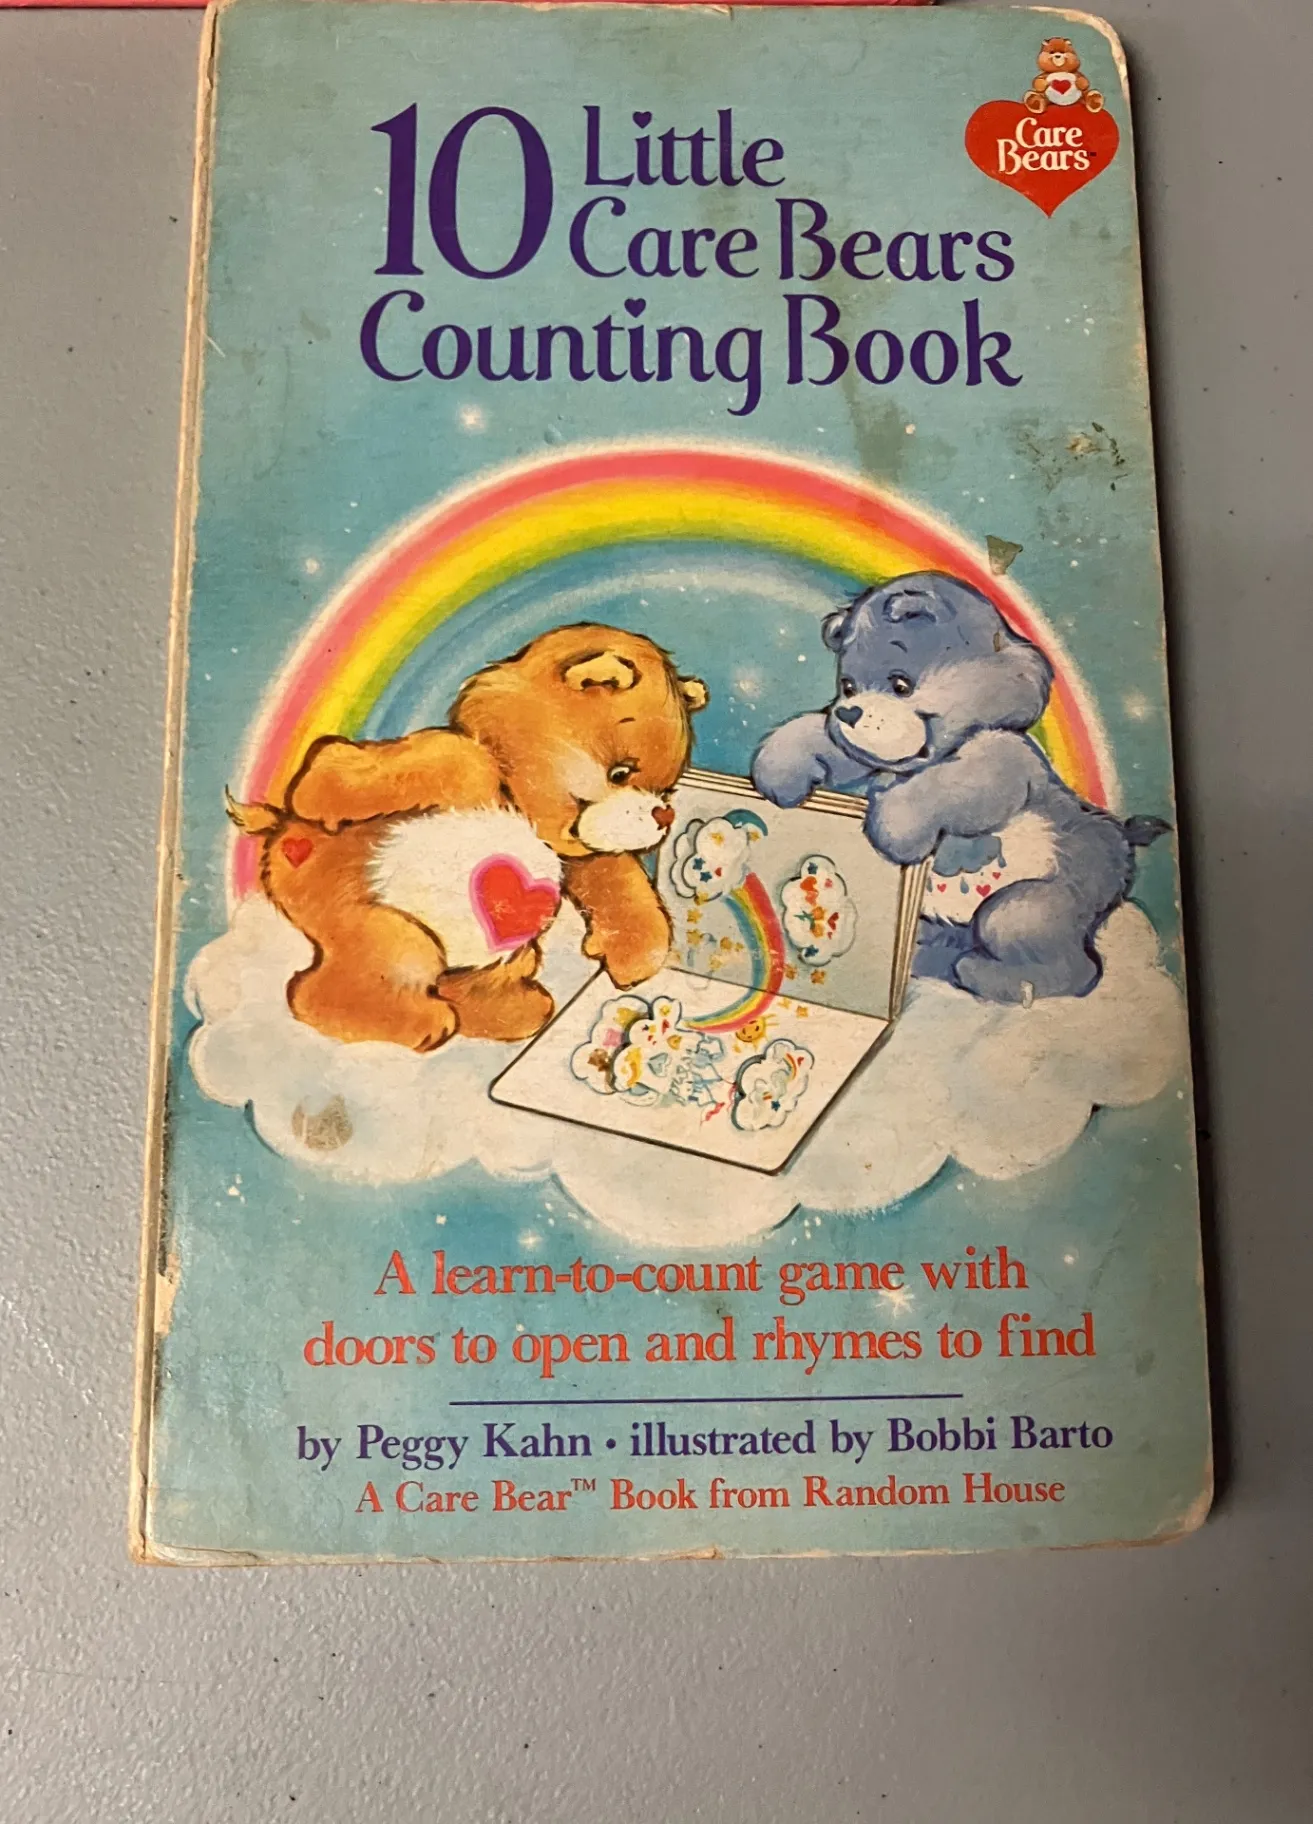 10 Little
Care Bears
Counting Book
Care
Bears™
A learn-to-count game with
doors to open and rhymes to find
by Peggy Kahn • illustrated by Bobbi Barto
A Care Bear™ Book from Random House